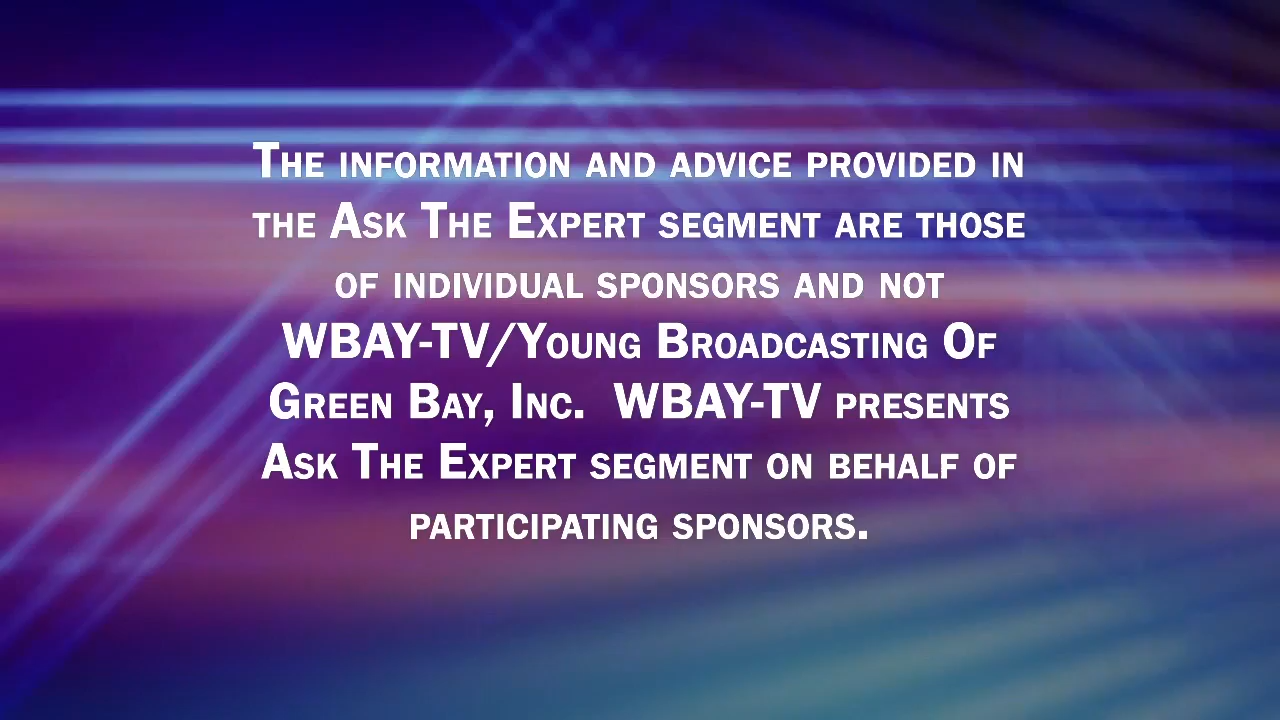 The information and advice provided in
the Ask The Expert segment are those
of individual sponsors and not
WBAY-TV/Young Broadcasting Of
Green Bay, Inc.  WBAY-TV presents
Ask The Expert segment on behalf of
participating sponsors.